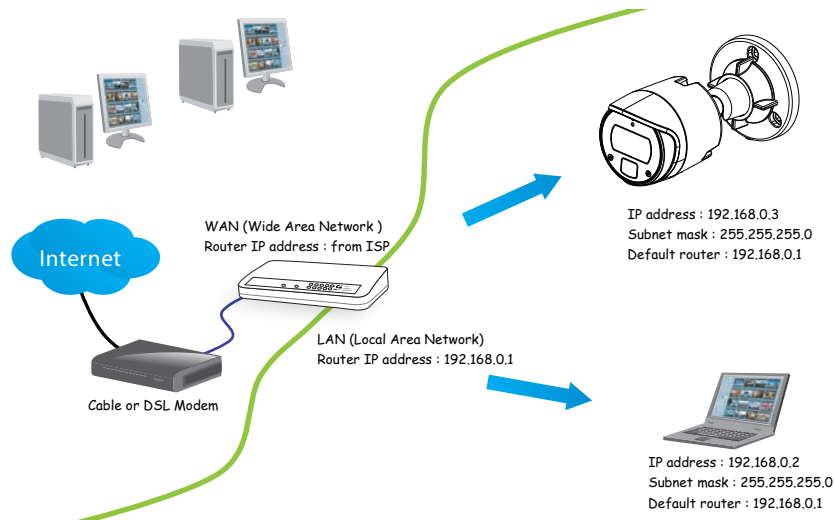 WAN (Wide Area Network )
Router IP address : from ISP
Internet
Cable or DSL Modem
LAN (Local Area Network)
Router IP address : 192.168.0.1
IP address : 192.168.0.3
Subnet mask : 255.255.255.0
Default router : 192.168.0.1
IP address : 192.168.0.2
Subnet mask : 255.255.255.0
Default router : 192.168.0.1